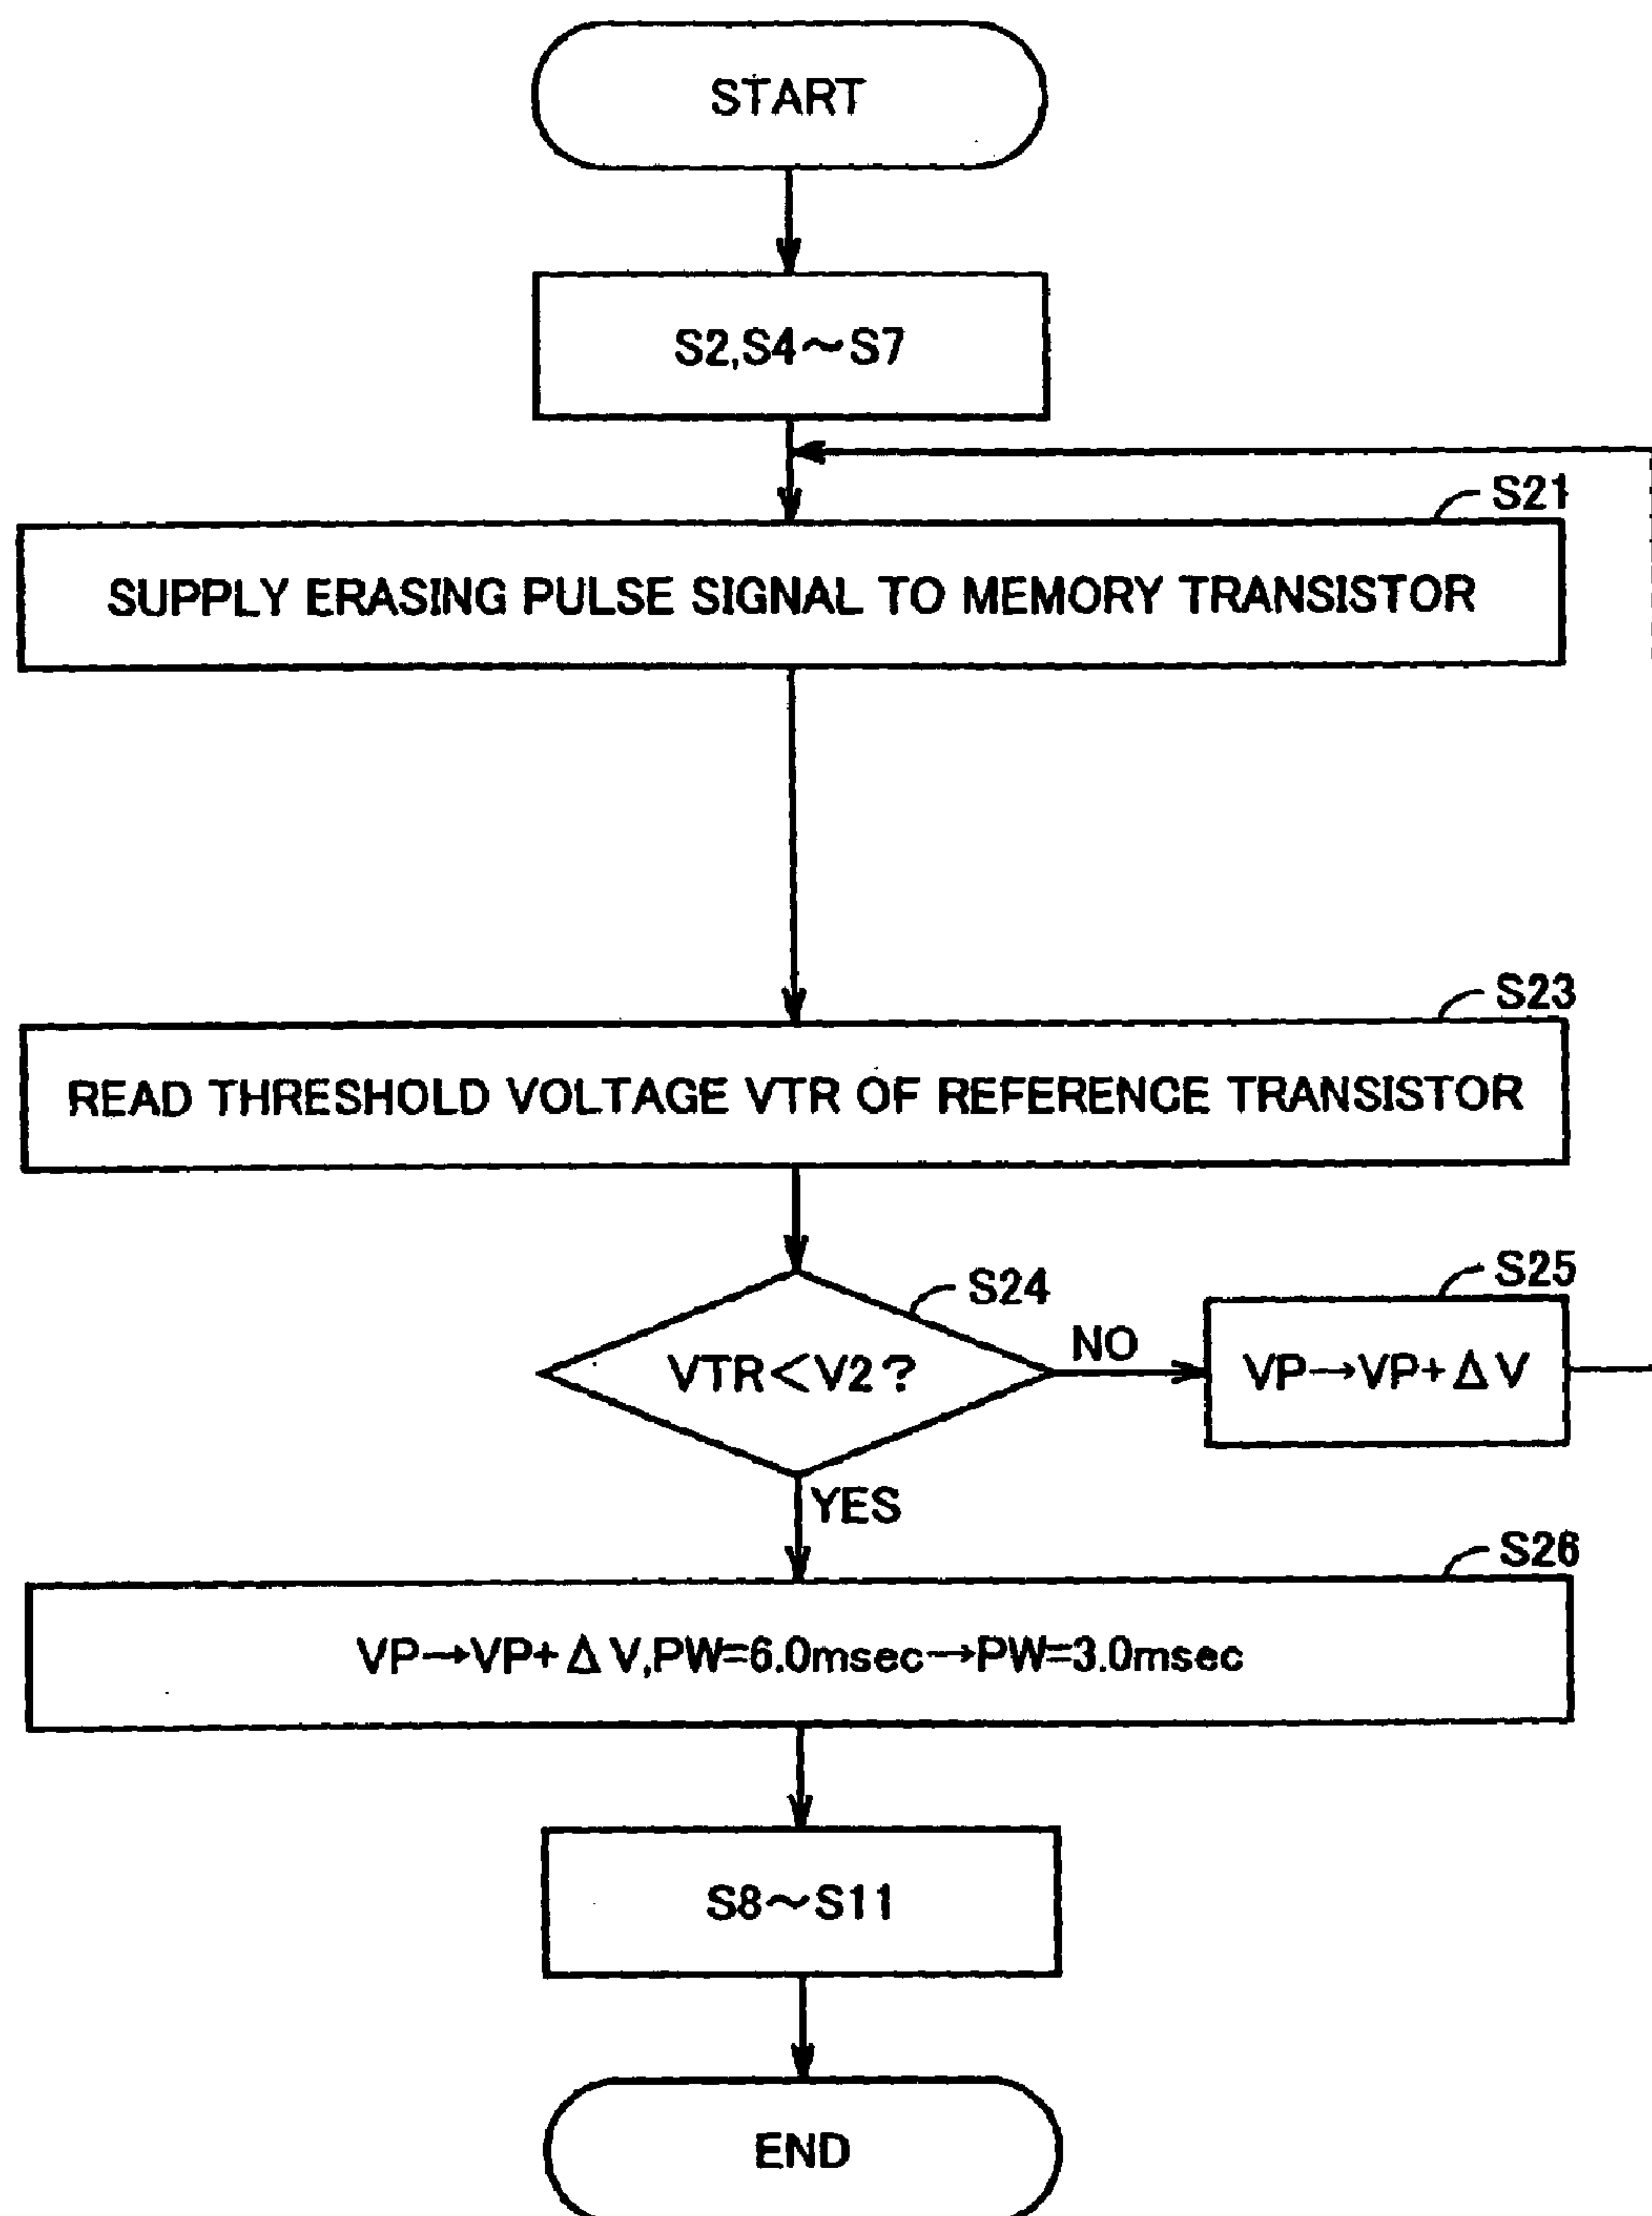 START
S2,S4～S7
S21
SUPPLY ERASING PULSE SIGNAL TO MEMORY TRANSISTOR
S23
READ THRESHOLD VOLTAGE VTR OF REFERENCE TRANSISTOR
S24
VTR<V2?
NO
S25
VP→VP+ΔV
YES
S26
VP→VP+ΔV,PW=6.0msec→PW=3.0msec
S8～S11
END